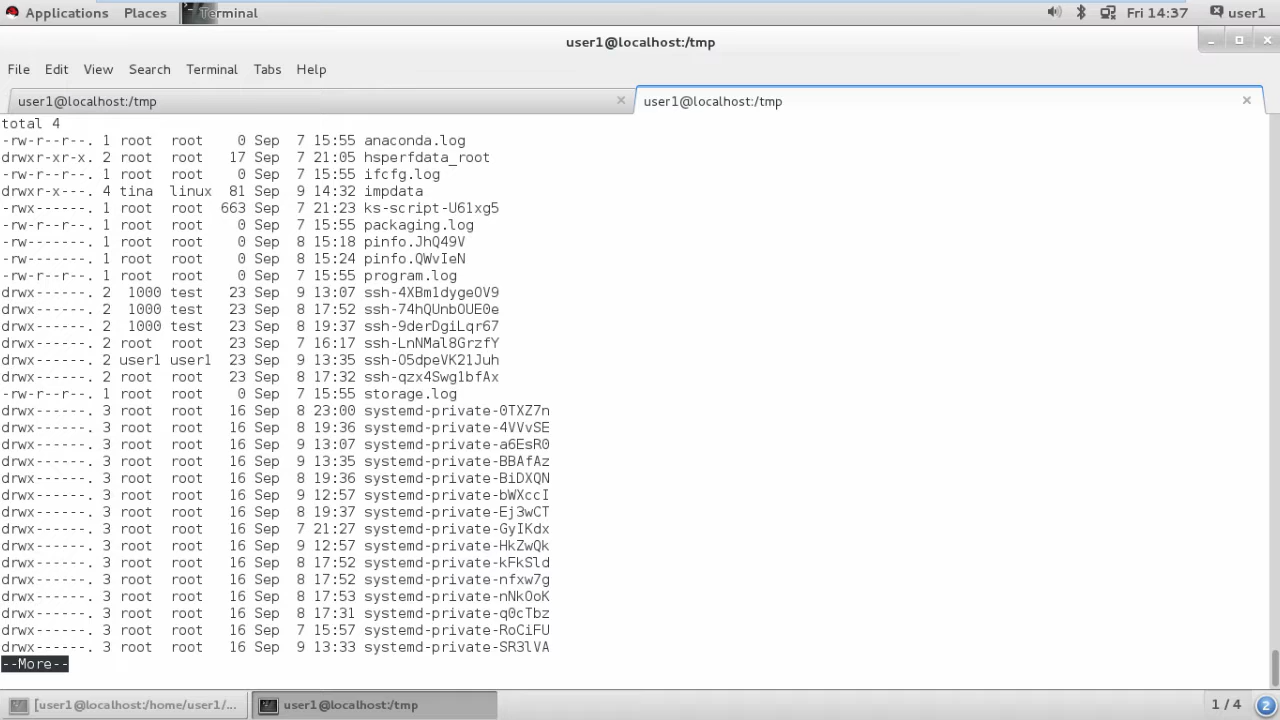 Applications Places Terminal Fri 14:37 user1
user1@localhost:/tmp
File Edit View Search Terminal Tabs Help
user1@localhost:/tmp × user1@localhost:/tmp ×
total 4
-rw-r--r--. 1 root root 0 Sep 7 15:55 anaconda.log
drwxr-xr-x. 2 root root 17 Sep 7 21:05 hsperfdata_root
-rw-r--r--. 1 root root 0 Sep 7 15:55 ifcfg.log
drwxr-x---. 4 tina linux 81 Sep 9 14:32 impdata
-rwx------. 1 root root 663 Sep 7 21:23 ks-script-U61xg5
-rw-r--r--. 1 root root 0 Sep 7 15:55 packaging.log
-rw-------. 1 root root 0 Sep 8 15:18 pinfo.JhQ49V
-rw-------. 1 root root 0 Sep 8 15:24 pinfo.QWvIeN
-rw-r--r--. 1 root root 0 Sep 7 15:55 program.log
drwx------. 2 1000 test 23 Sep 9 13:07 ssh-4XBm1dygeOV9
drwx------. 2 1000 test 23 Sep 8 17:52 ssh-74hQUnbOUE0e
drwx------. 2 1000 test 23 Sep 8 19:37 ssh-9derDgiLqr67
drwx------. 2 root root 23 Sep 7 16:17 ssh-LnNMal8GrzfY
drwx------. 2 user1 user1 23 Sep 9 13:35 ssh-O5dpeVK21Juh
drwx------. 2 root root 23 Sep 8 17:32 ssh-qzx4Swg1bfAx
-rw-r--r--. 1 root root 0 Sep 7 15:55 storage.log
drwx------. 3 root root 16 Sep 8 23:00 systemd-private-0TXZ7n
drwx------. 3 root root 16 Sep 8 19:36 systemd-private-4VVvSE
drwx------. 3 root root 16 Sep 9 13:07 systemd-private-a6EsR0
drwx------. 3 root root 16 Sep 9 13:35 systemd-private-BBAfAz
drwx------. 3 root root 16 Sep 8 19:36 systemd-private-BiDXQN
drwx------. 3 root root 16 Sep 9 12:57 systemd-private-bWXccI
drwx------. 3 root root 16 Sep 8 19:37 systemd-private-Ej3wCT
drwx------. 3 root root 16 Sep 7 21:27 systemd-private-GyIKdx
drwx------. 3 root root 16 Sep 9 12:57 systemd-private-HkZwQk
drwx------. 3 root root 16 Sep 8 17:52 systemd-private-kFkSld
drwx------. 3 root root 16 Sep 8 17:52 systemd-private-nfxw7g
drwx------. 3 root root 16 Sep 8 17:53 systemd-private-nNkOoK
drwx------. 3 root root 16 Sep 8 17:31 systemd-private-q0cTbz
drwx------. 3 root root 16 Sep 7 15:57 systemd-private-RoCiFU
drwx------. 3 root root 16 Sep 9 13:33 systemd-private-SR3lVA
--More--
[user1@localhost:/home/user1/... user1@localhost:/tmp 1 / 4 2